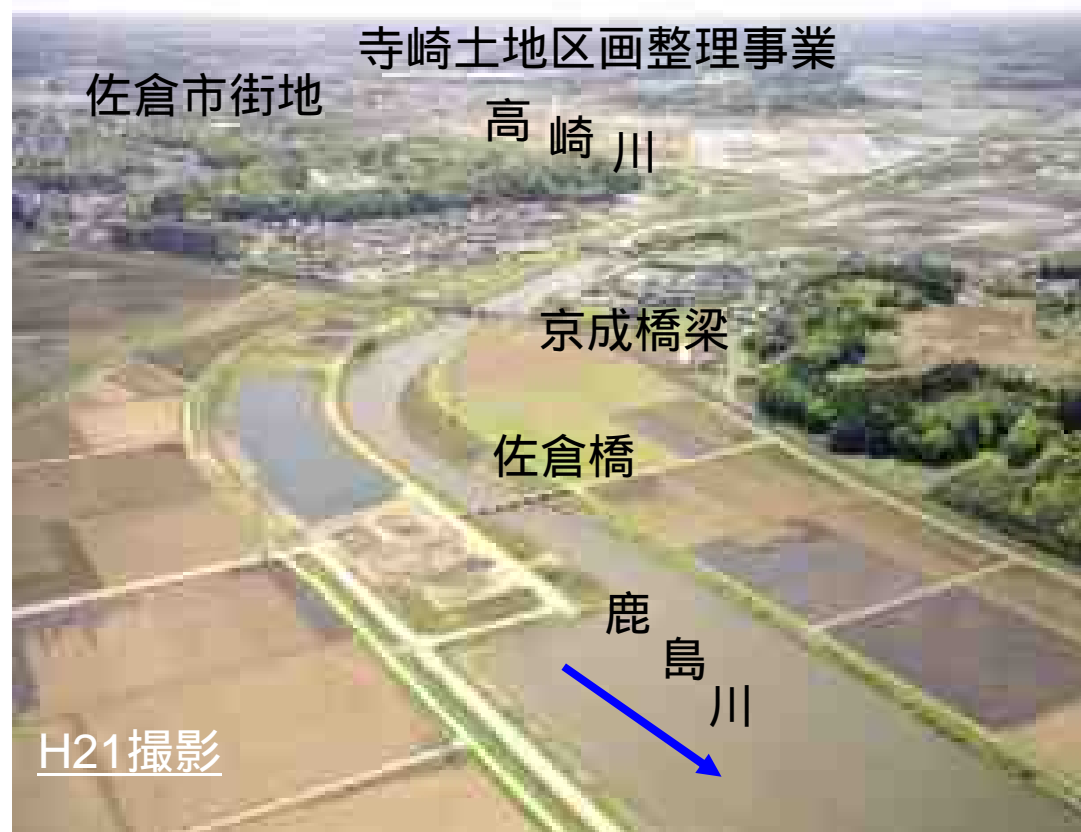 寺崎土地区画整理事業
佐倉市街地
高崎川
京成橋梁
佐倉橋
鹿島川
H21撮影